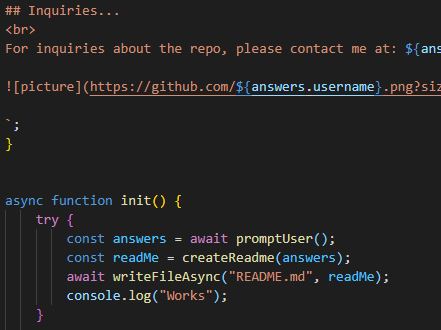 ## Inquiries...
<br>
For inquiries about the repo, please contact me at: ${ans
![picture](https://github.com/${answers.username}.png?siz
`;
}
async function init() {
try {
const answers = await promptUser();
const readMe = createReadme(answers);
await writeFileAsync("README.md", readMe);
console.log("Works");
}